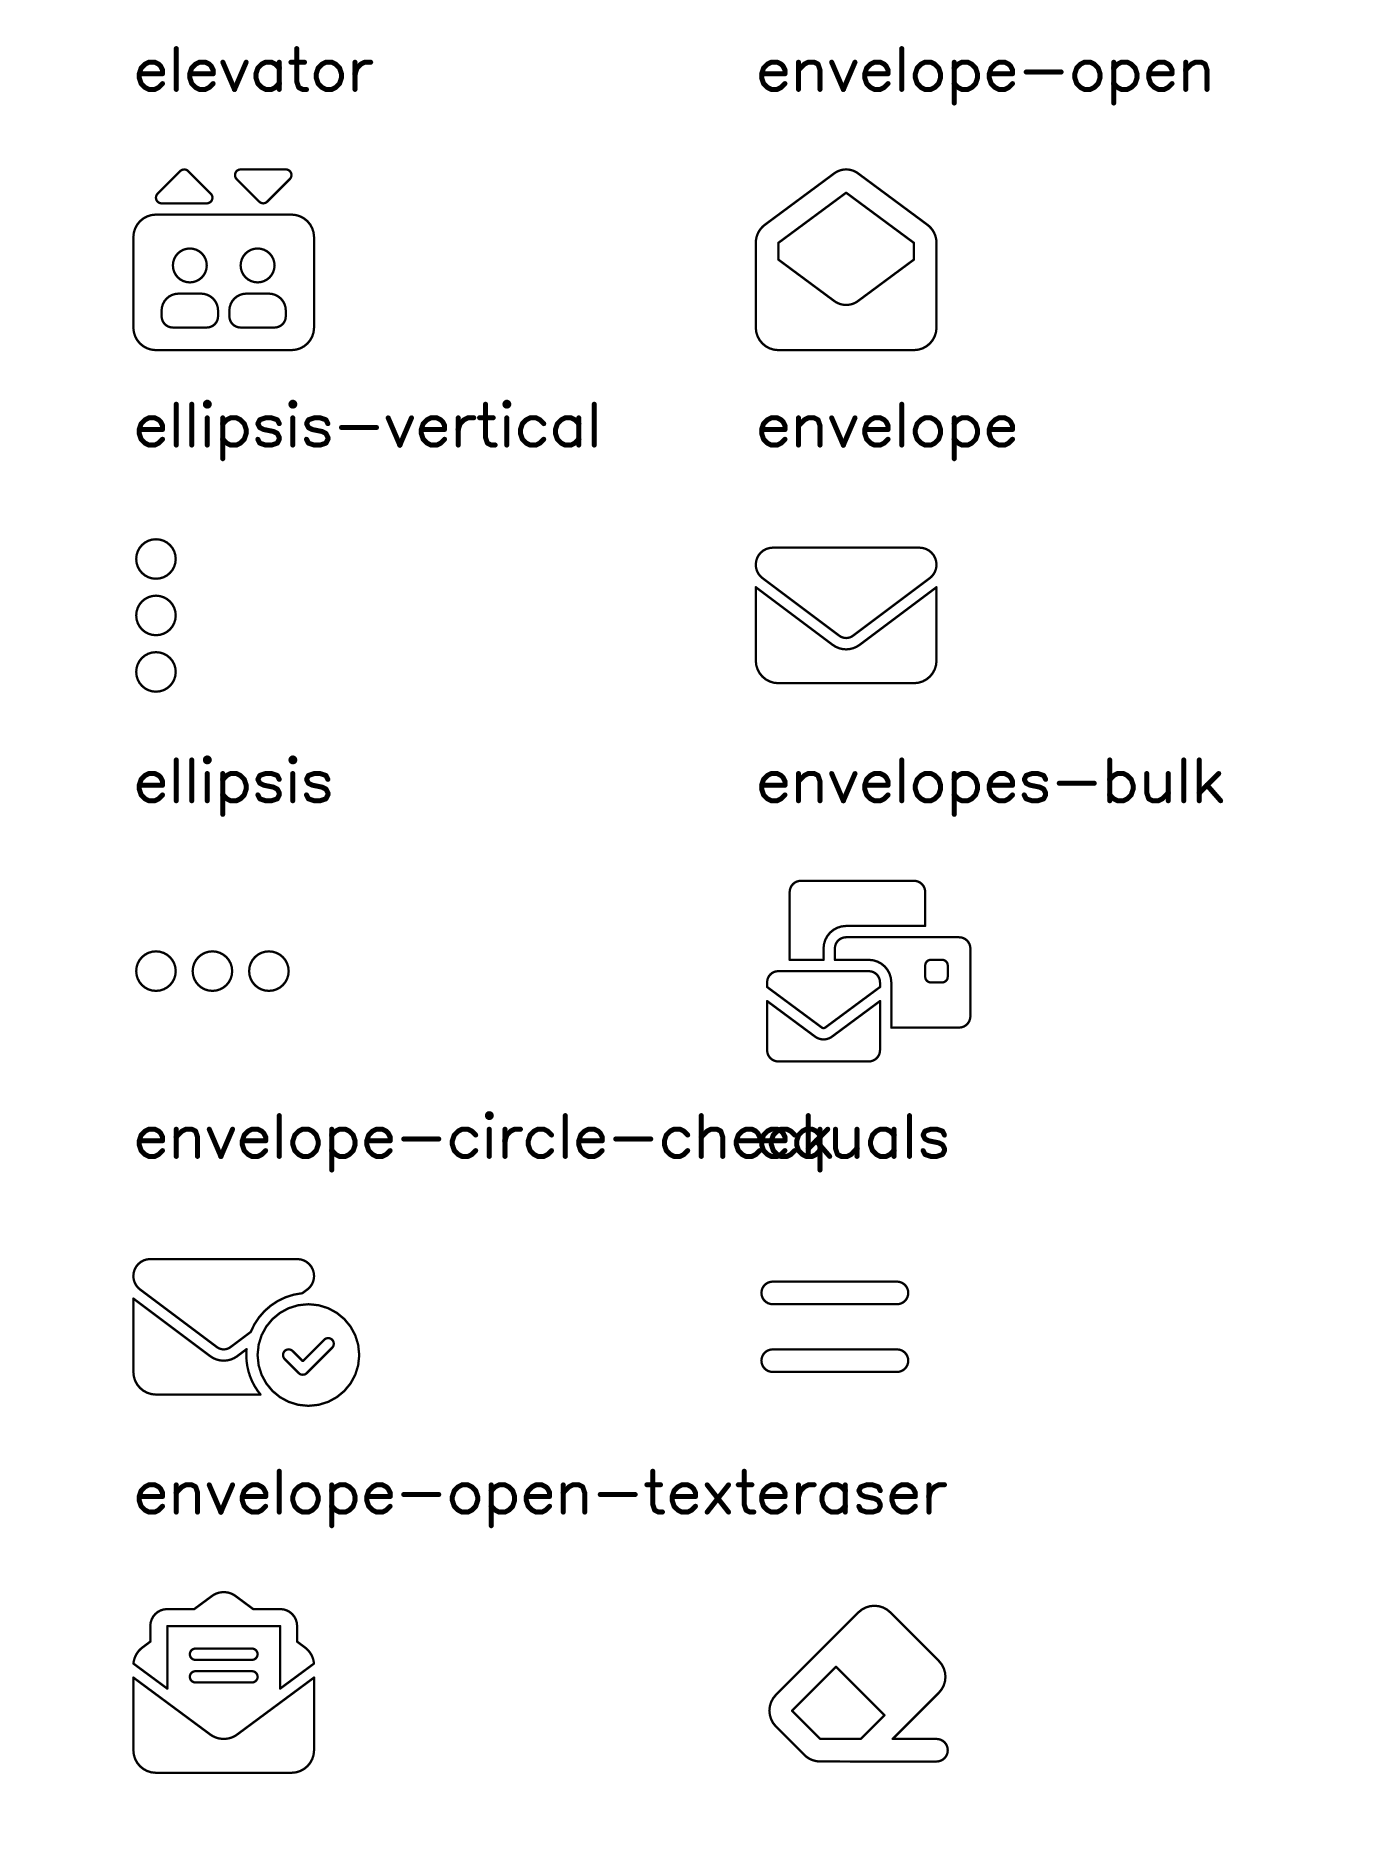 elevator
envelope-open
ellipsis-vertical
envelope
ellipsis
envelopes-bulk
envelope-circle-check
equals
envelope-open-text
eraser